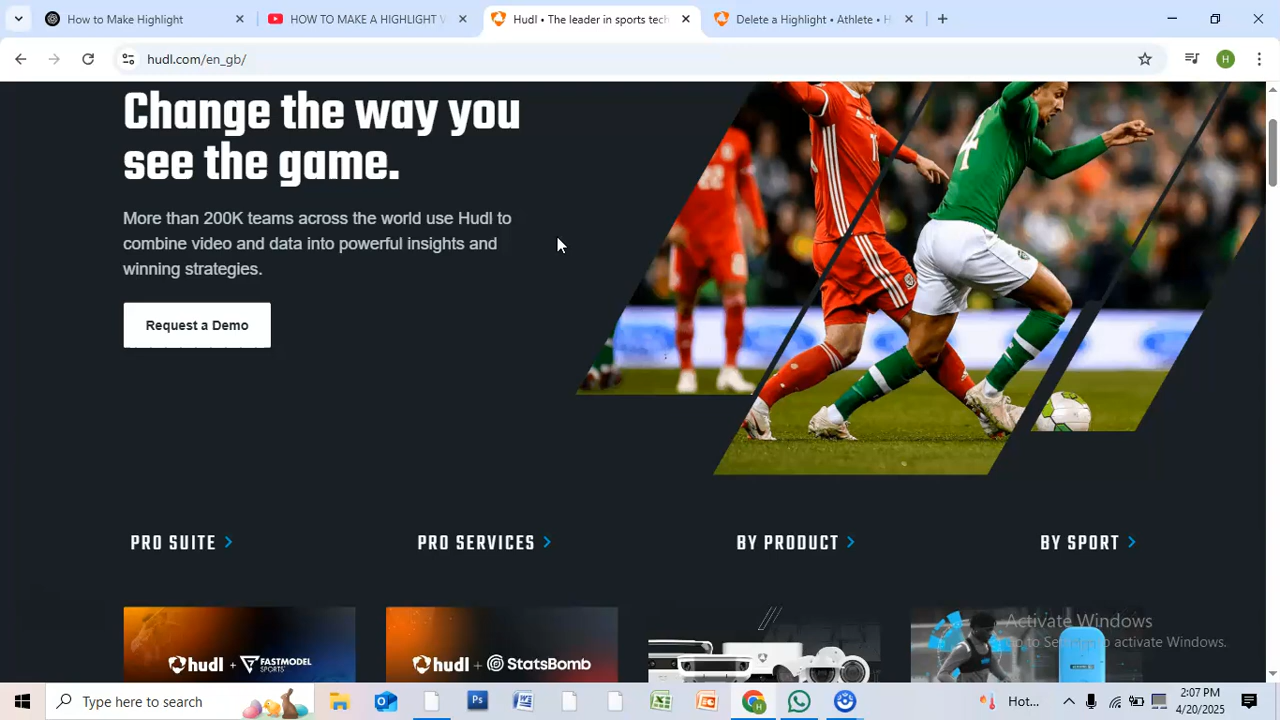 How to Make Highlight
HOW TO MAKE A HIGHLIGHT V
Hudl • The leader in sports tech
Delete a Highlight • Athlete • H
hudl.com/en_gb/
H
Change the way you
see the game.
More than 200K teams across the world use Hudl to
combine video and data into powerful insights and
winning strategies.
Request a Demo
PRO SUITE
PRO SERVICES
BY PRODUCT
BY SPORT
hudl + FASTMODEL SPORTS
hudl + StatsBomb
Activate Windows
Go to Settings to activate Windows.
Type here to search
Hot...
2:07 PM
4/20/2025